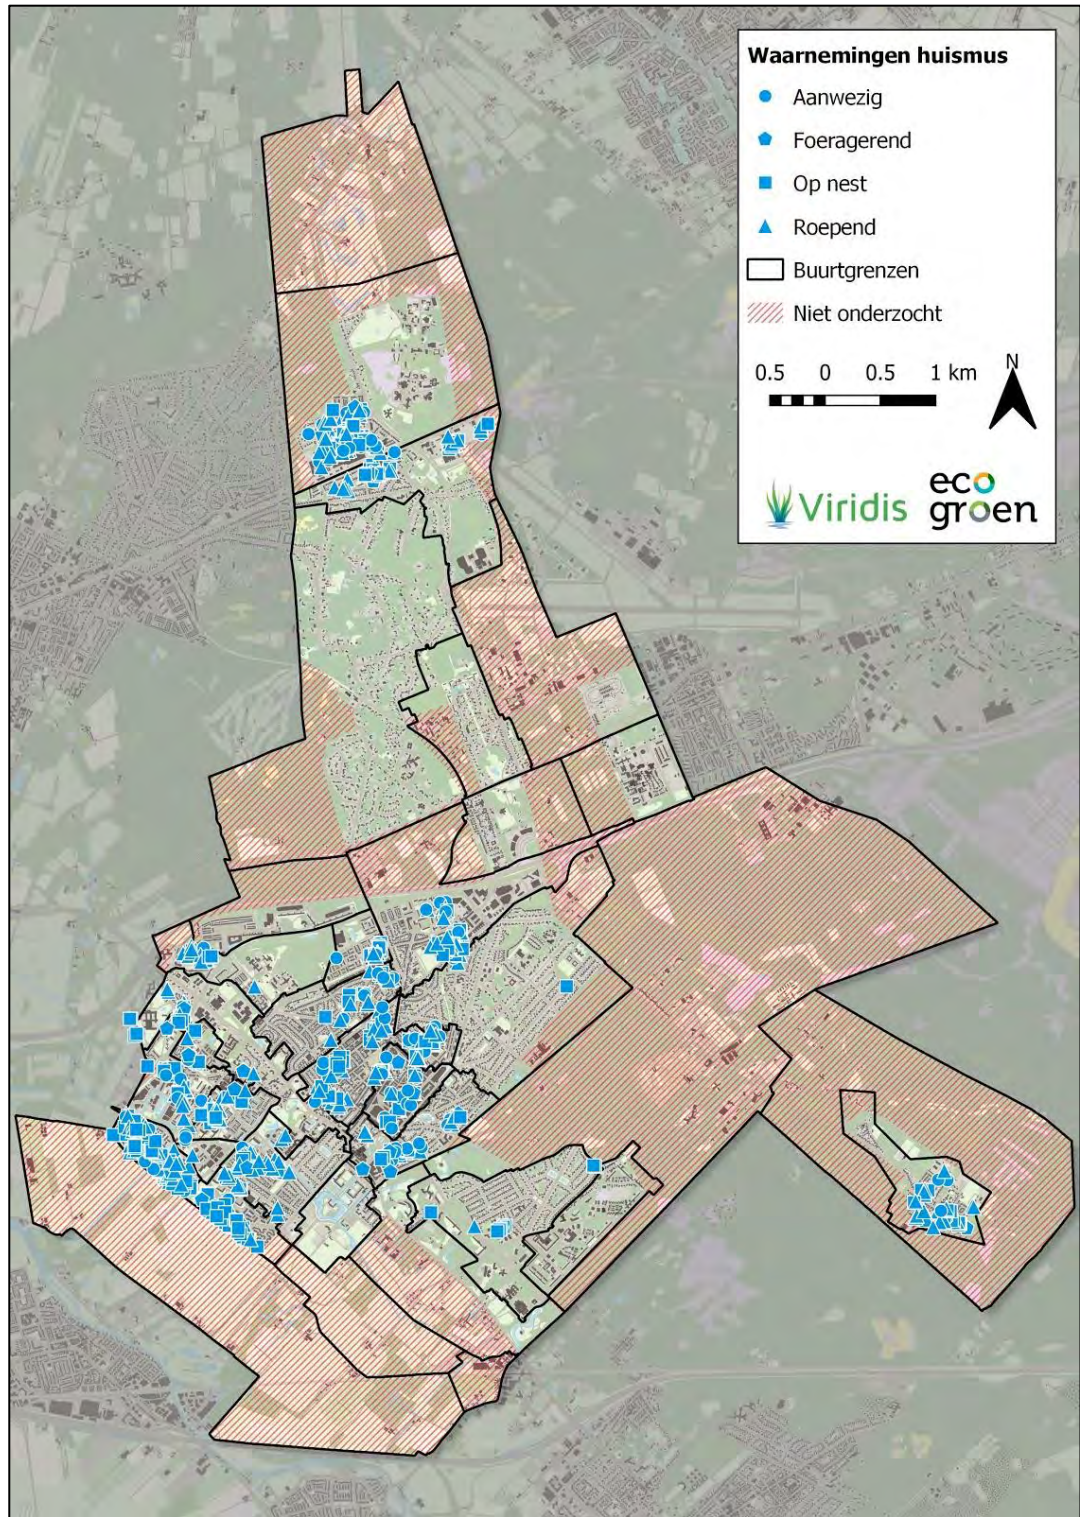 Waarnemingen huismus
Aanwezig
Foeragerend
Op nest
Roepend
Buurtgrenzen
Niet onderzocht
0.5 0 0.5 1 km
N
Viridis
eco
groen